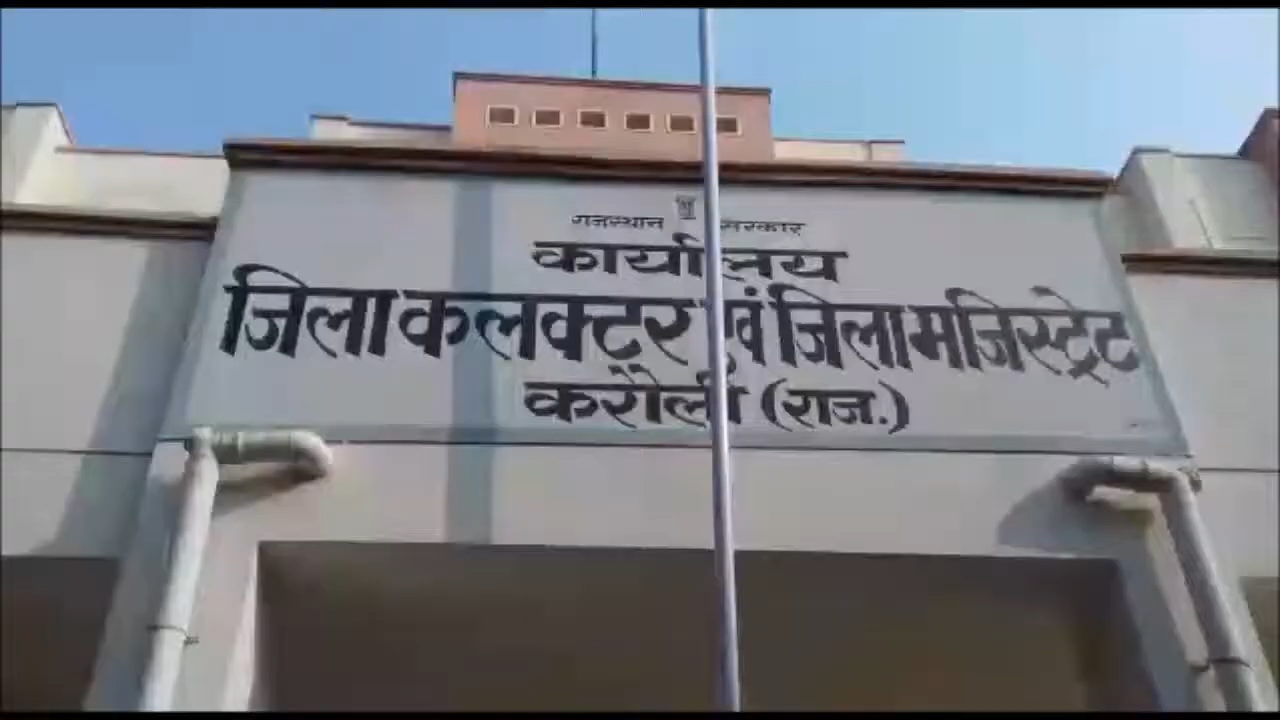 राजस्थान सरकार
कार्यालय
जिला कलक्टर एवं जिला मजिस्ट्रेट
करौली (राज.)